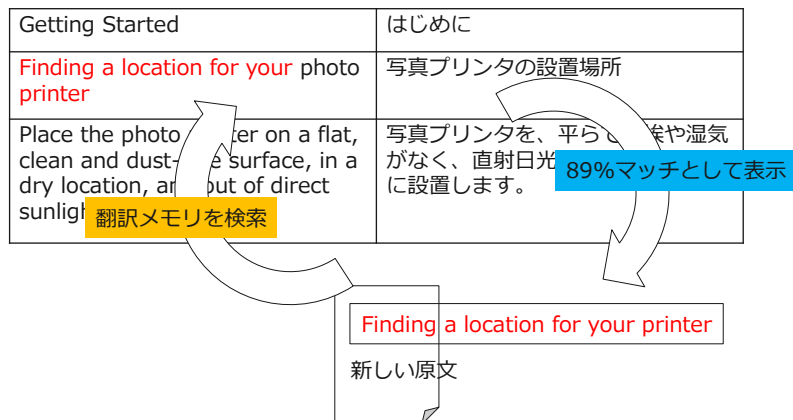 Getting Started
はじめに
Finding a location for your photo
printer
写真プリンタの設置場所
Place the photo on a flat,
clean and dust- surface, in a
dry location, out of direct
翻訳メモリを検索
写真プリンタを、平らで 埃や湿気
がなく、直射日光
に設置します。
89%マッチとして表示
Finding a location for your printer
新しい原文